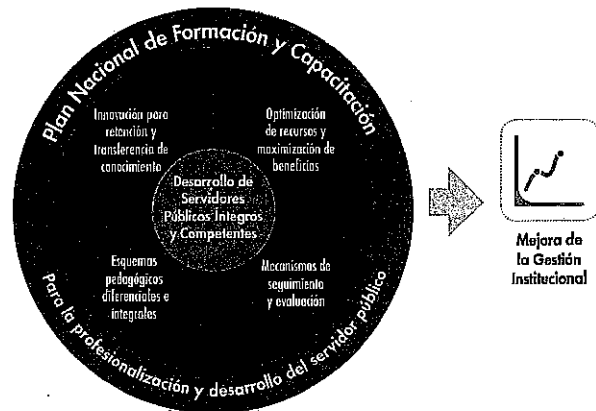 Plan Nacional de Formación y Capacitación
Innovación para
retención y
transferencia de
conocimiento
Optimización
de recursos y
maximización de
beneficios
Desarrollo de
Servidores
Públicos Integros
y Competentes
Esquemas
pedagógicos
diferenciales e
integrales
Mecanismos de
seguimiento
y evaluación
Para la profesionalización y desarrollo del servidor público
Mejora de
la Gestión
Institucional